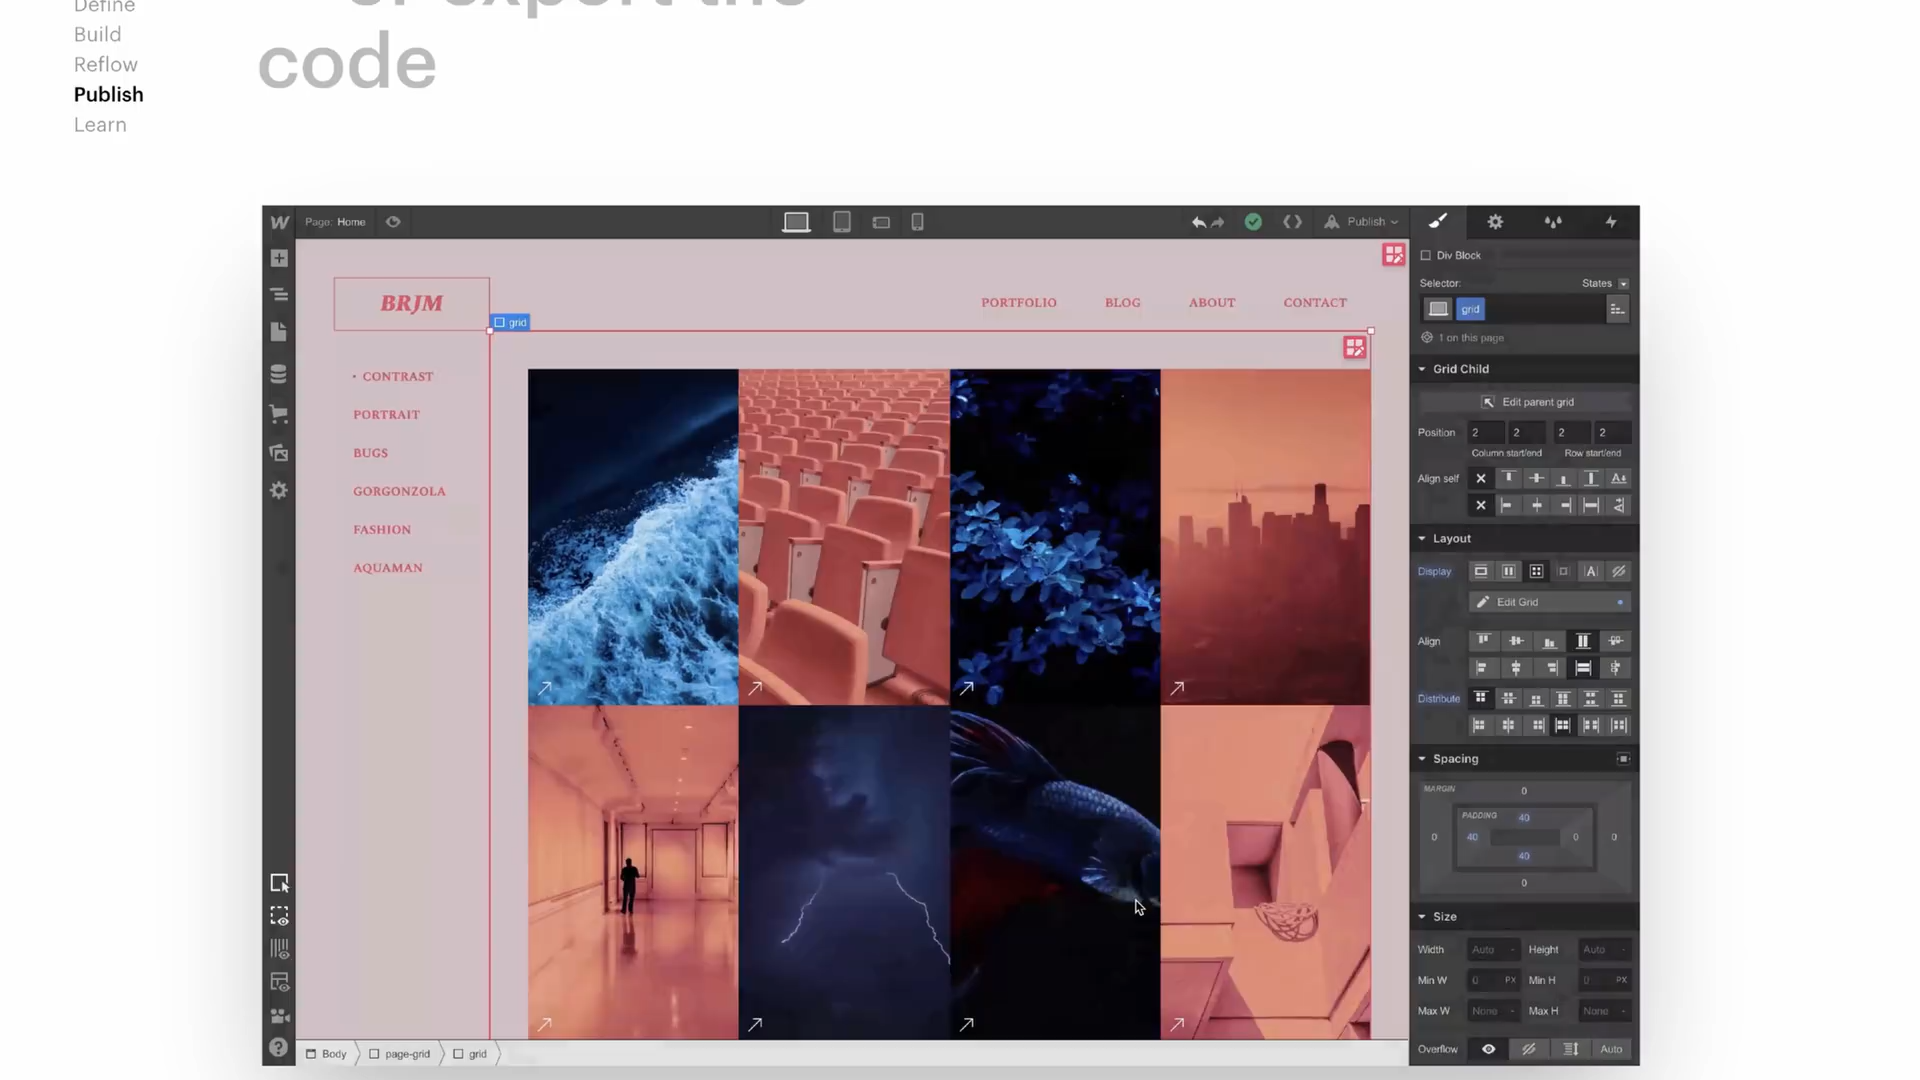 Define
Build
Reflow
Publish
Learn
or export the
code
Page: Home
Publish
Div Block
Selector:
States
grid
1 on this page
BRJM
PORTFOLIO
BLOG
ABOUT
CONTACT
grid
• CONTRAST
PORTRAIT
BUGS
GORGONZOLA
FASHION
AQUAMAN
Grid Child
Edit parent grid
Position 2 2 2 2
Column start/end Row start/end
Align self
Layout
Display
Edit Grid
Align
Distribute
Spacing
MARGIN
0
PADDING
40
0 40 0 0
40
0
Size
Width Auto - Height Auto -
Min W 0 PX Min H 0 PX
Max W None - Max H None -
Overflow Auto
Body
page-grid
grid